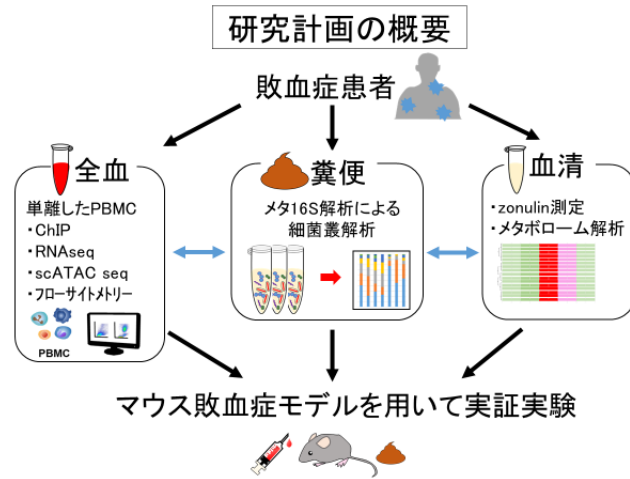 研究計画の概要
敗血症患者
全血
単離したPBMC
・ChIP
・RNAseq
・scATAC seq
・フローサイトメトリー
PBMC
糞便
メタ16S解析による
細菌叢解析
血清
・zonulin測定
・メタボローム解析
マウス敗血症モデルを用いて実証実験